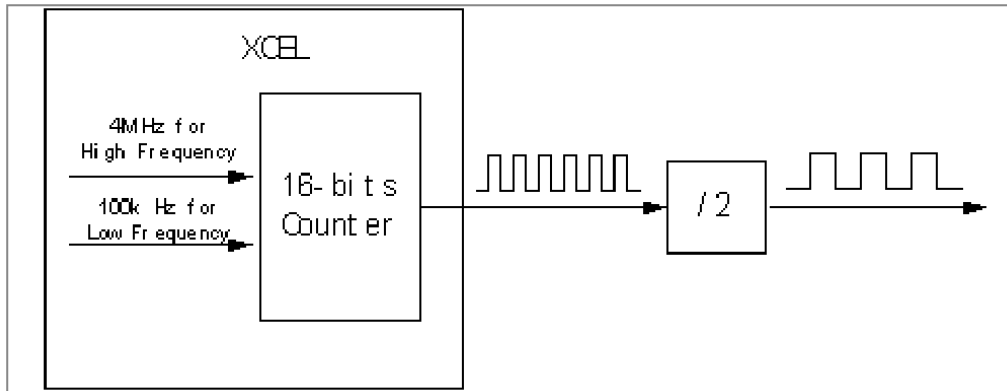 XCEL
4MHz for
High Frequency
100k Hz for
Low Frequency
16-bits
Counter
/2